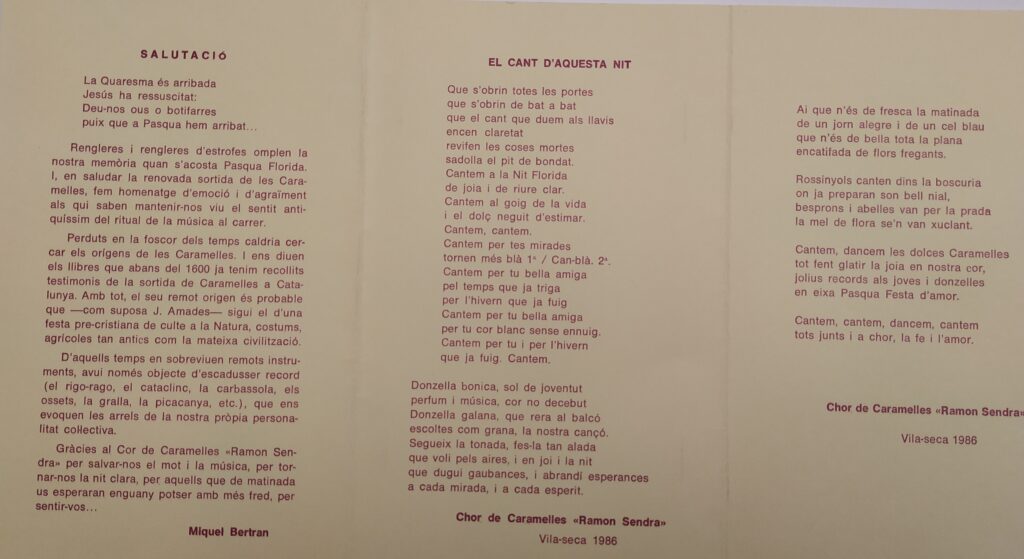 SALUTACIÓ
La Quaresma és arribada
Jesús ha ressuscitat:
Deu-nos ous o botifarres
puix que a Pasqua hem arribat...
Rengleres i rengleres d'estrofes omplen la
nostra memòria quan s'acosta Pasqua Florida.
I, en saludar la renovada sortida de les Cara-
melles, fem homenatge d'emoció i d'agraïment
als qui saben mantenir-nos viu el sentit anti-
quíssim del ritual de la música al carrer.
Perduts en la foscor dels temps caldria cer-
car els orígens de les Caramelles. I ens diuen
els llibres que abans del 1600 ja tenim recollits
testimonis de la sortida de Caramelles a Cata-
lunya. Amb tot, el seu remot origen és probable
que —com suposa J. Amades— sigui el d'una
festa pre-cristiana de culte a la Natura, costums,
agrícoles tan antics com la mateixa civilització.
D'aquells temps en sobreviuen remots instru-
ments, avui només objecte d'escadusser record
(el rigo-rago, el cataclinc, la carbassola, els
ossets, la gralla, la picacanya, etc.), que ens
evoquen les arrels de la nostra pròpia persona-
litat col·lectiva.
Gràcies al Cor de Caramelles «Ramon Sen-
dra» per salvar-nos el mot i la música, per tor-
nar-nos la nit clara, per aquells que de matinada
us esperaran enguany potser amb més fred, per
sentir-vos...
Miquel Bertran
EL CANT D'AQUESTA NIT
Que s'obrin totes les portes
que s'obrin de bat a bat
que el cant que duem als llavis
encen claretat
revifen les coses mortes
sadolla el pit de bondat.
Cantem a la Nit Florida
de joia i de riure clar.
Cantem al goig de la vida
i el dolç neguit d'estimar.
Cantem, cantem.
Cantem per tes mirades
tornen més blà 1ª / Can-blà. 2ª.
Cantem per tu bella amiga
pel temps que ja triga
per l'hivern que ja fuig
Cantem per tu bella amiga
per tu cor blanc sense ennuig.
Cantem per tu i per l'hivern
que ja fuig. Cantem.
Donzella bonica, sol de joventut
perfum i música, cor no decebut
Donzella galana, que rera al balcó
escoltes com grana, la nostra cançó.
Segueix la tonada, fes-la tan alada
que voli pels aires, i en joi i la nit
que dugui gaubances, i abrandi esperances
a cada mirada, i a cada esperit.
Chor de Caramelles «Ramon Sendra»
Vila-seca 1986
Ai que n'és de fresca la matinada
de un jorn alegre i de un cel blau
que n'és de bella tota la plana
encatifada de flors fregants.
Rossinyols canten dins la boscuria
on ja preparan son bell nial,
besprons i abelles van per la prada
la mel de flora se'n van xuclant.
Cantem, dancem les dolces Caramelles
tot fent glatir la joia en nostra cor,
jolius records als joves i donzelles
en eixa Pasqua Festa d'amor.
Cantem, cantem, dancem, cantem
tots junts i a chor, la fe i l'amor.
Chor de Caramelles «Ramon Sendra»
Vila-seca 1986